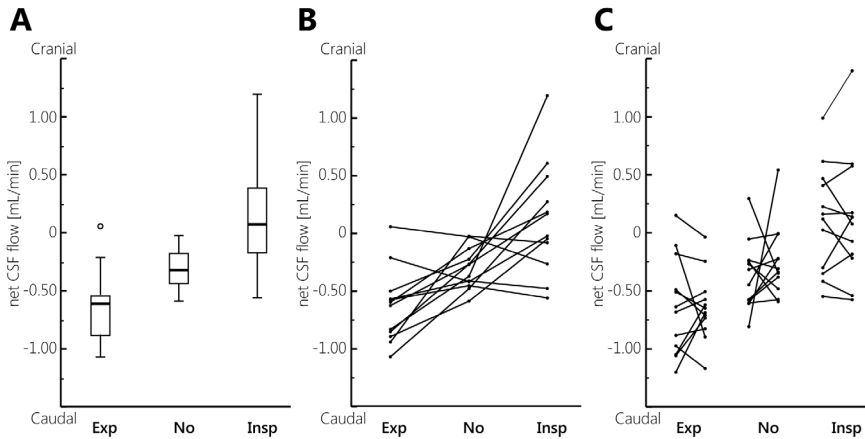 A
Cranial
1.00
0.50
0
-0.50
-1.00
net CSF flow [mL/min]
Caudal
Exp No Insp
B
Cranial
1.00
0.50
0
-0.50
-1.00
net CSF flow [mL/min]
Caudal
Exp No Insp
C
Cranial
1.00
0.50
0
-0.50
-1.00
net CSF flow [mL/min]
Caudal
Exp No Insp